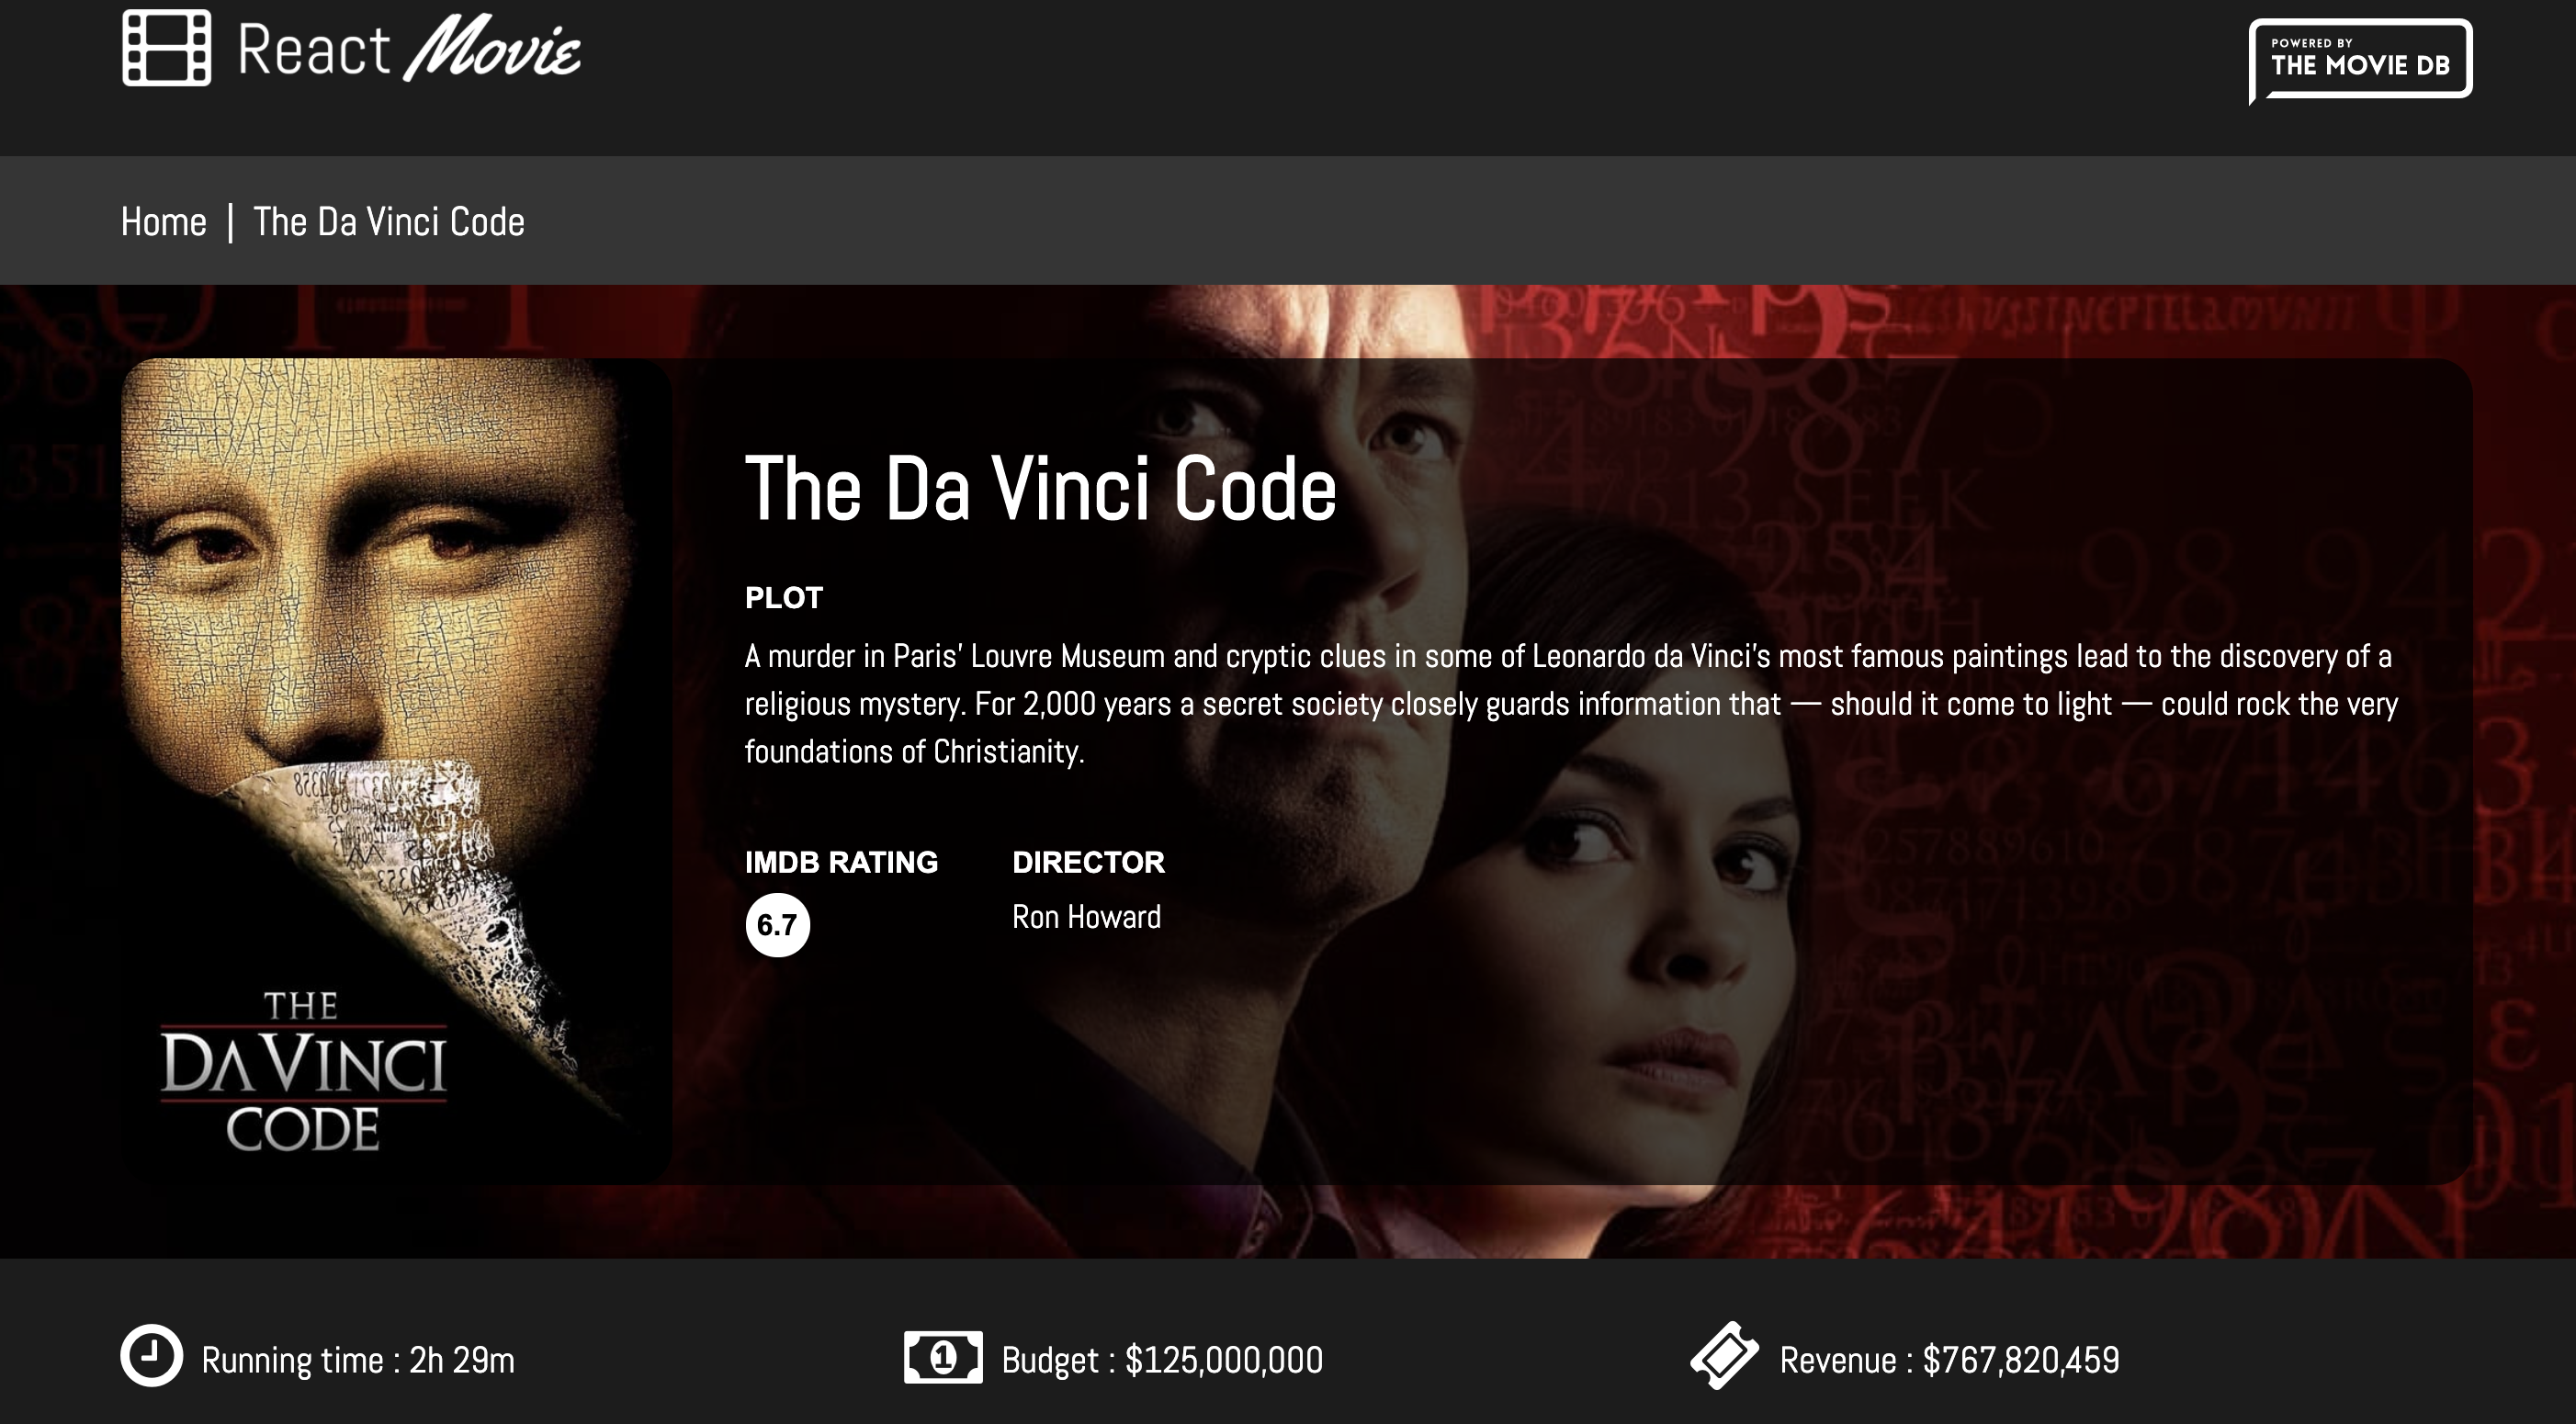 React Movie
POWERED BY
THE MOVIE DB
Home | The Da Vinci Code
THE
DA VINCI
CODE
The Da Vinci Code
PLOT
A murder in Paris' Louvre Museum and cryptic clues in some of Leonardo da Vinci's most famous paintings lead to the discovery of a
religious mystery. For 2,000 years a secret society closely guards information that — should it come to light — could rock the very
foundations of Christianity.
IMDB RATING
6.7
DIRECTOR
Ron Howard
Running time : 2h 29m
Budget : $125,000,000
Revenue : $767,820,459